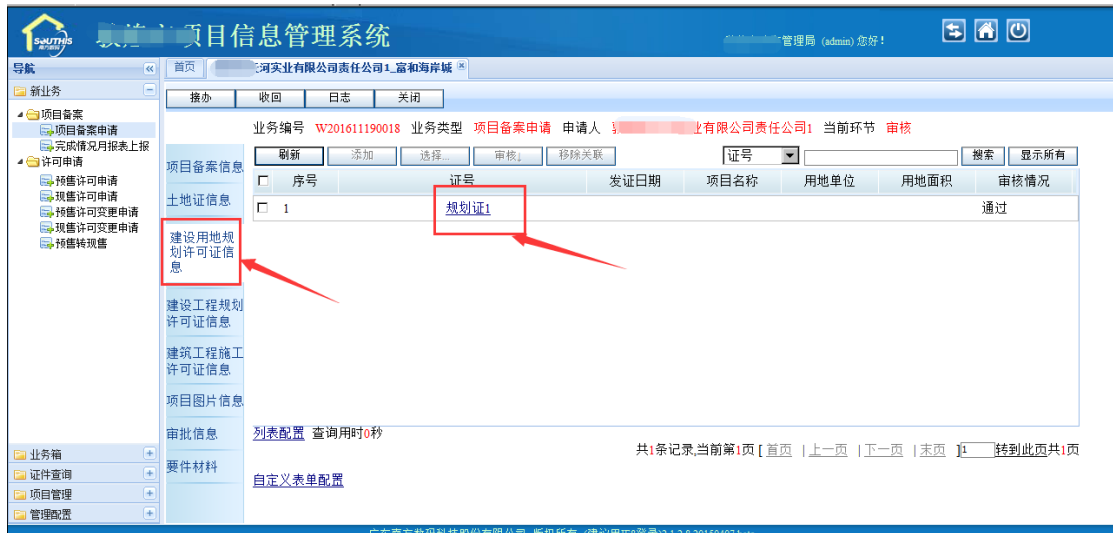 SOUTHIS
南方数码
项目信息管理系统
管理局 (admin) 您好！
导航
首页 河实业有限公司责任公司1_富和海岸城
新业务
接办 收回 日志 关闭
项目备案
项目备案申请
完成情况月报表上报
许可申请
预售许可申请
现售许可申请
预售许可变更申请
现售许可变更申请
预售转现售
业务编号 W201611190018 业务类型 项目备案申请 申请人 业有限公司责任公司1 当前环节 审核
项目备案信息
土地证信息
建设用地规
划许可证信
息
建设工程规划
许可证信息
建筑工程施工
许可证信息
项目图片信息
审批信息
要件材料
刷新 添加 选择... 审核↓ 移除关联 证号 搜索 显示所有
序号 证号 发证日期 项目名称 用地单位 用地面积 审核情况
1 规划证1 通过
列表配置 查询用时0秒
共1条记录,当前第1页 [ 首页 | 上一页 | 下一页 | 末页 ] 1 转到此页共1页
自定义表单配置
业务箱
证件查询
项目管理
管理配置